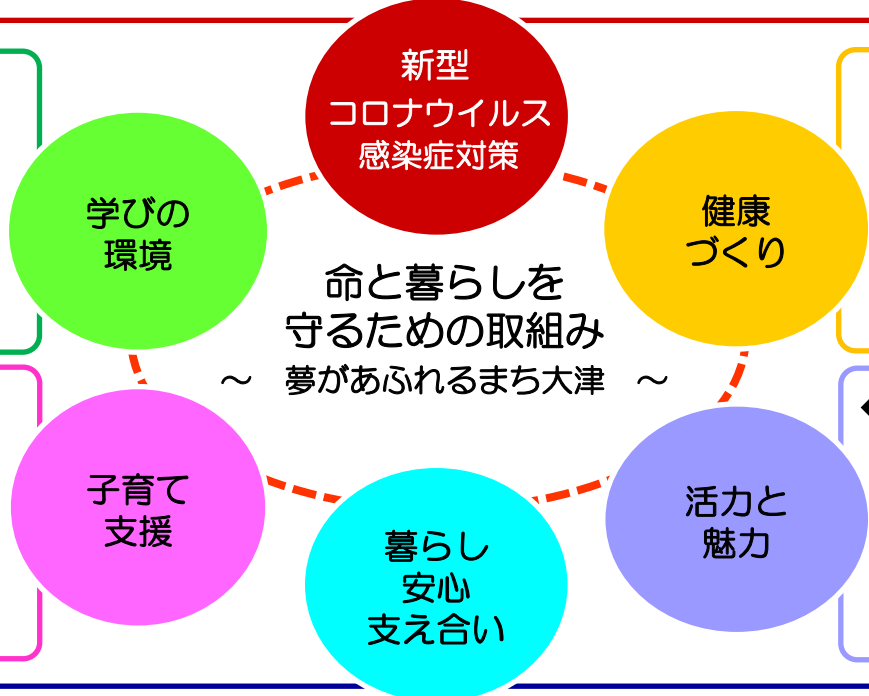 新型
コロナウイルス
感染症対策
学びの
環境
健康
づくり
命と暮らしを
守るための取組み
～ 夢があふれるまち大津 ～
子育て
支援
活力と
魅力
暮らし
安心
支え合い